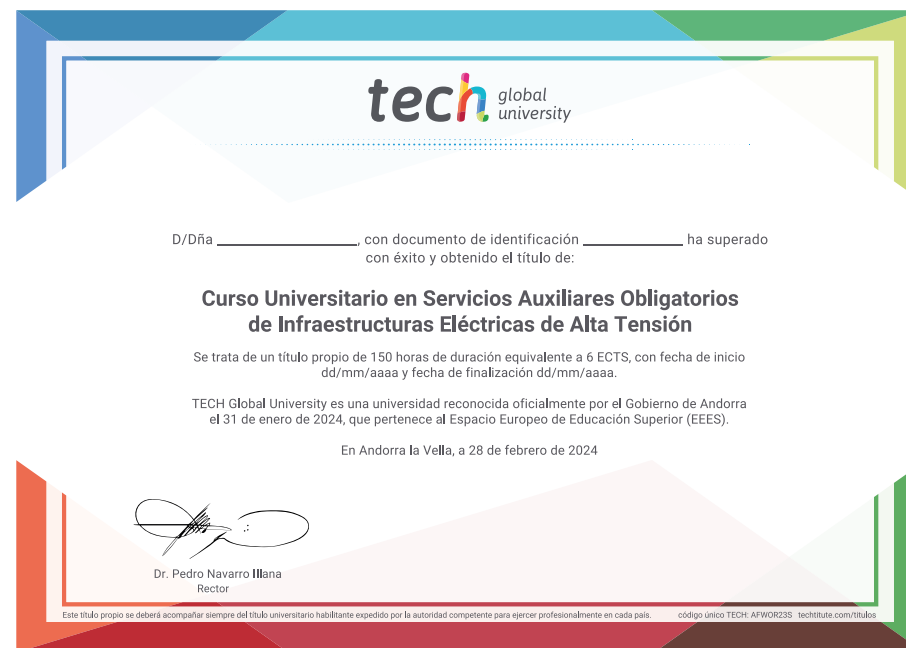 tech global university
D/Dña ____________________, con documento de identificación ______________ ha superado
con éxito y obtenido el título de:
Curso Universitario en Servicios Auxiliares Obligatorios
de Infraestructuras Eléctricas de Alta Tensión
Se trata de un título propio de 150 horas de duración equivalente a 6 ECTS, con fecha de inicio
dd/mm/aaaa y fecha de finalización dd/mm/aaaa.
TECH Global University es una universidad reconocida oficialmente por el Gobierno de Andorra
el 31 de enero de 2024, que pertenece al Espacio Europeo de Educación Superior (EEES).
En Andorra la Vella, a 28 de febrero de 2024
Dr. Pedro Navarro Illana
Rector
Este título propio se deberá acompañar siempre del título universitario habilitante expedido por la autoridad competente para ejercer profesionalmente en cada país. código único TECH: AFWOR23S techtitute.com/titulos